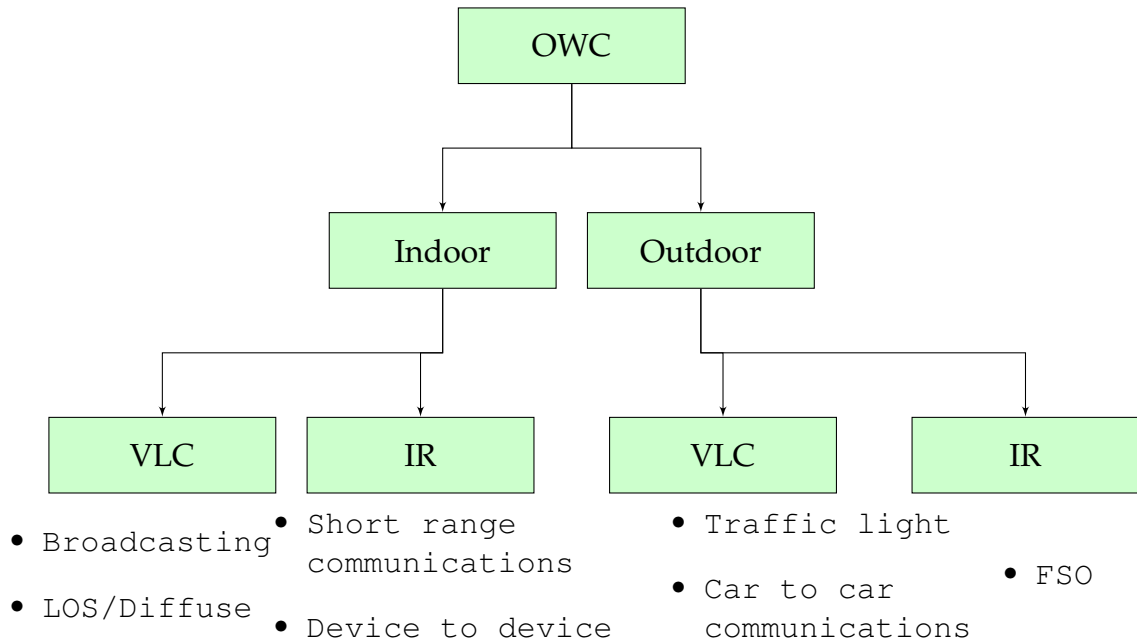 OWC
Indoor
Outdoor
VLC
IR
VLC
IR
• Broadcasting
• LOS/Diffuse
• Short range
communications
• Device to device
• Traffic light
• Car to car
communications
• FSO